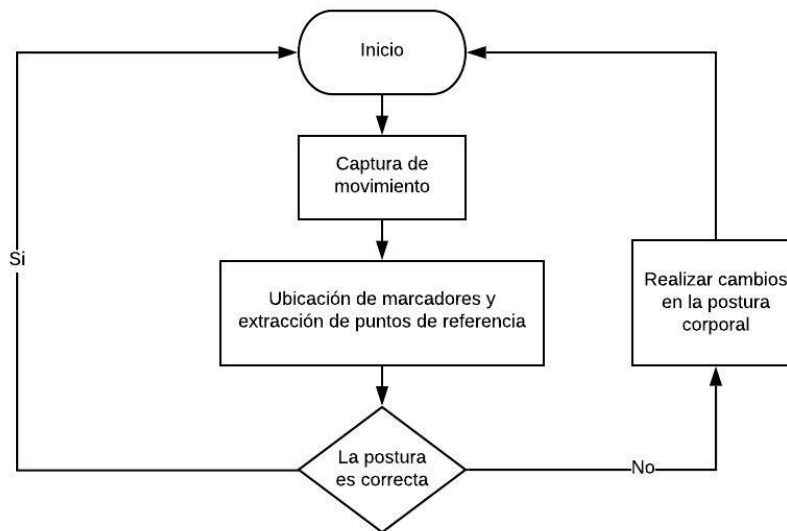 Inicio
Captura de
movimiento
Si
Ubicación de marcadores y
extracción de puntos de referencia
Realizar cambios
en la postura
corporal
La postura
es correcta
No